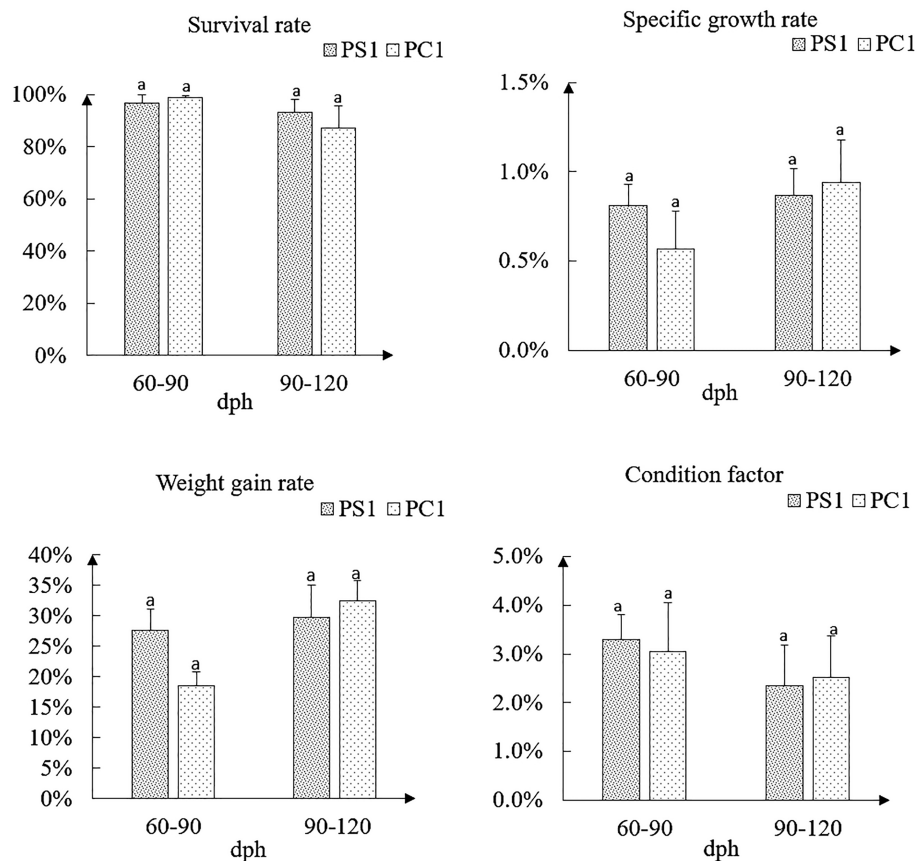 Survival rate
PS1 PC1
100%
80%
60%
40%
20%
0%
a a a a
60-90 90-120
dph
Specific growth rate
PS1 PC1
1.5%
1.0%
0.5%
0.0%
a a a a
60-90 90-120
dph
Weight gain rate
PS1 PC1
40%
35%
30%
25%
20%
15%
10%
5%
0%
a a a a
60-90 90-120
dph
Condition factor
PS1 PC1
5.0%
4.0%
3.0%
2.0%
1.0%
0.0%
a a a a
60-90 90-120
dph